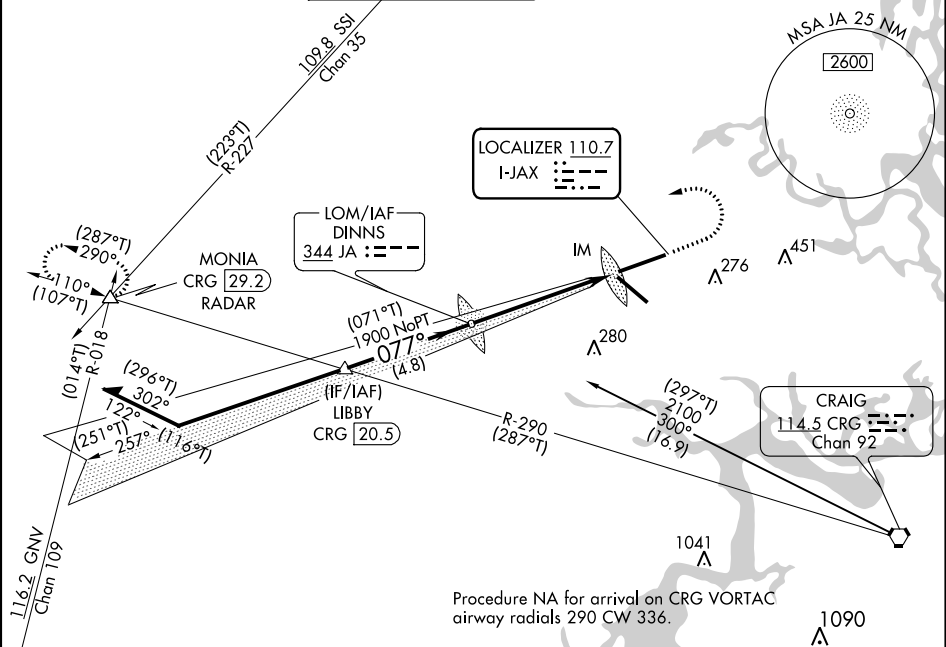 109.8 SSI
Chan 35
MSA JA 25 NM
2600
(223°T)
R-227
LOCALIZER 110.7
I-JAX
LOM/IAF
DINNS
344 JA
IM
276
451
(287°T)
290°
110°
(107°T)
MONIA
CRG 29.2
RADAR
(071°T)
1900 NoPT
077°
(4.8)
280
(014°T)
R-018
(296°T)
302°
122°
(116°T)
(251°T)
257°
(IF/IAF)
LIBBY
CRG 20.5
R-290
(287°T)
(297°T)
2100
300°
(16.9)
CRAIG
114.5 CRG
Chan 92
116.2 GNV
Chan 109
1041
Procedure NA for arrival on CRG VORTAC
airway radials 290 CW 336.
1090